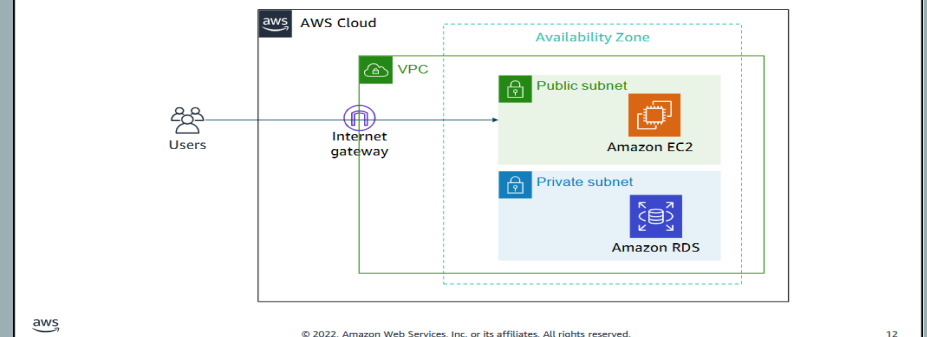 aws
AWS Cloud
Availability Zone
VPC
Public subnet
Amazon EC2
Users
Internet
gateway
Private subnet
Amazon RDS
aws
© 2022, Amazon Web Services, Inc. or its affiliates. All rights reserved.
12